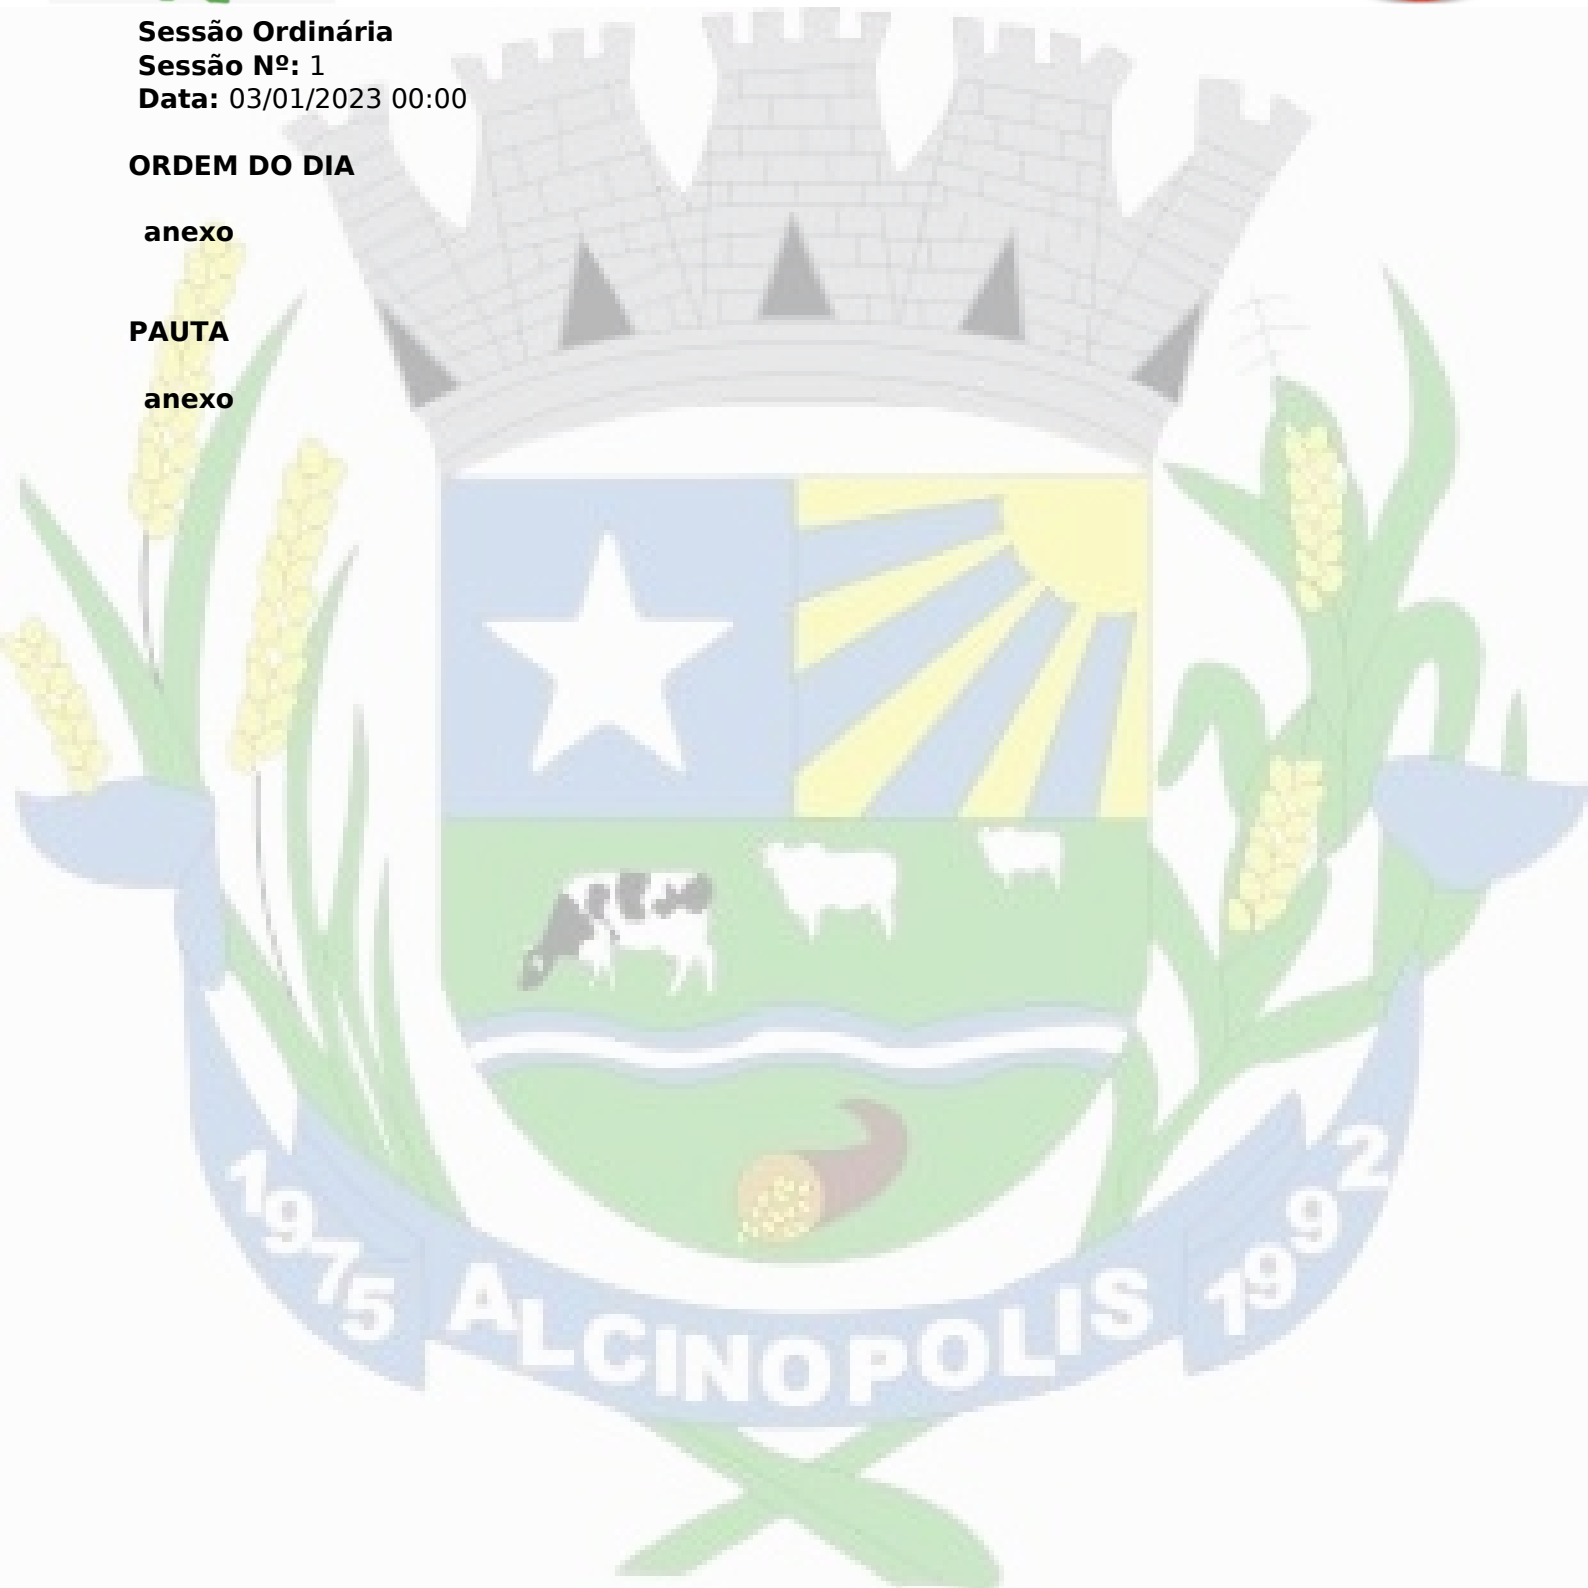 Sessão Ordinária
Sessão Nº: 1
Data: 03/01/2023 00:00
ORDEM DO DIA
anexo
PAUTA
anexo
1975 ALCINOPOLIS 1992